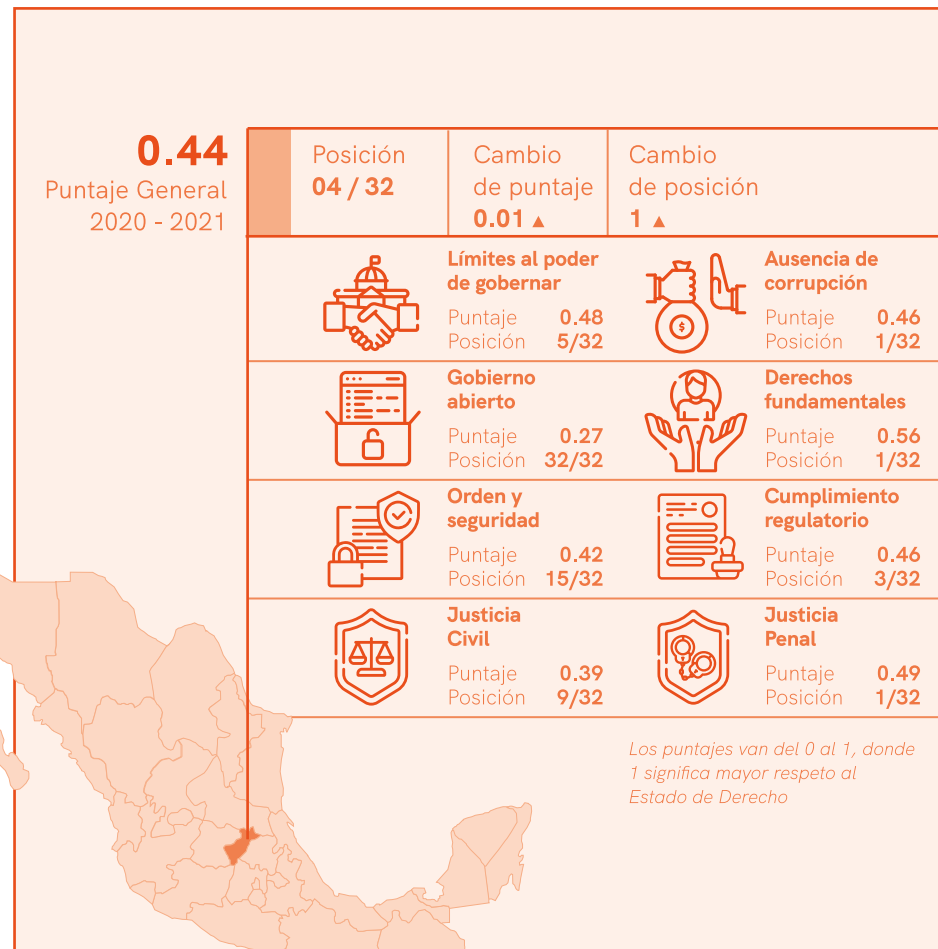 0.44
Puntaje General
2020 - 2021
Posición
04 / 32
Cambio
de puntaje
0.01 ▲
Cambio
de posición
1 ▲
Límites al poder
de gobernar
Puntaje 0.48
Posición 5/32
Ausencia de
corrupción
Puntaje 0.46
Posición 1/32
$
Gobierno
abierto
Puntaje 0.27
Posición 32/32
Derechos
fundamentales
Puntaje 0.56
Posición 1/32
Orden y
seguridad
Puntaje 0.42
Posición 15/32
Cumplimiento
regulatorio
Puntaje 0.46
Posición 3/32
Justicia
Civil
Puntaje 0.39
Posición 9/32
Justicia
Penal
Puntaje 0.49
Posición 1/32
Los puntajes van del 0 al 1, donde
1 significa mayor respeto al
Estado de Derecho